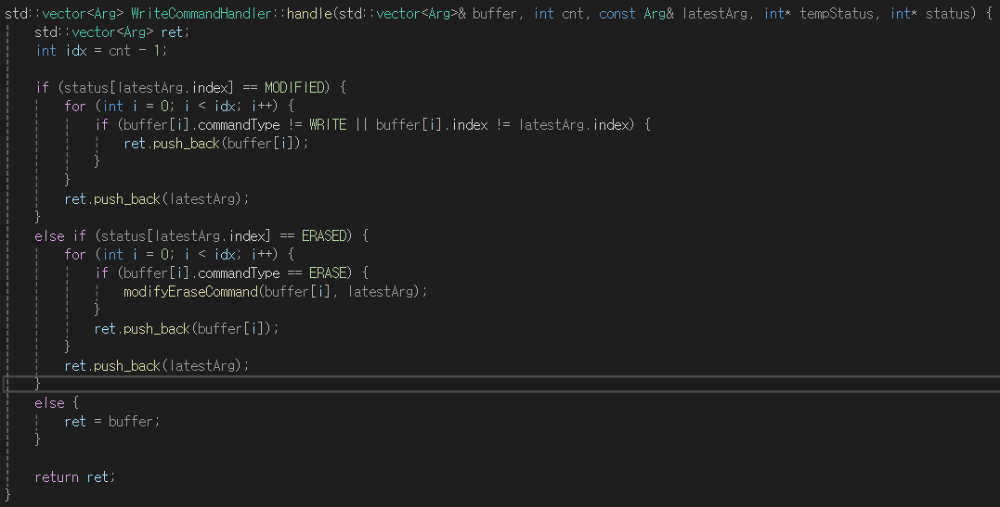 std::vector<Arg> WriteCommandHandler::handle(std::vector<Arg>& buffer, int cnt, const Arg& latestArg, int* tempStatus, int* status) {
    std::vector<Arg> ret;
    int idx = cnt - 1;

    if (status[latestArg.index] == MODIFIED) {
        for (int i = 0; i < idx; i++) {
            if (buffer[i].commandType != WRITE || buffer[i].index != latestArg.index) {
                ret.push_back(buffer[i]);
            }
        }
        ret.push_back(latestArg);
    }
    else if (status[latestArg.index] == ERASED) {
        for (int i = 0; i < idx; i++) {
            if (buffer[i].commandType == ERASE) {
                modifyEraseCommand(buffer[i], latestArg);
            }
            ret.push_back(buffer[i]);
        }
        ret.push_back(latestArg);
    }
    else {
        ret = buffer;
    }

    return ret;
}